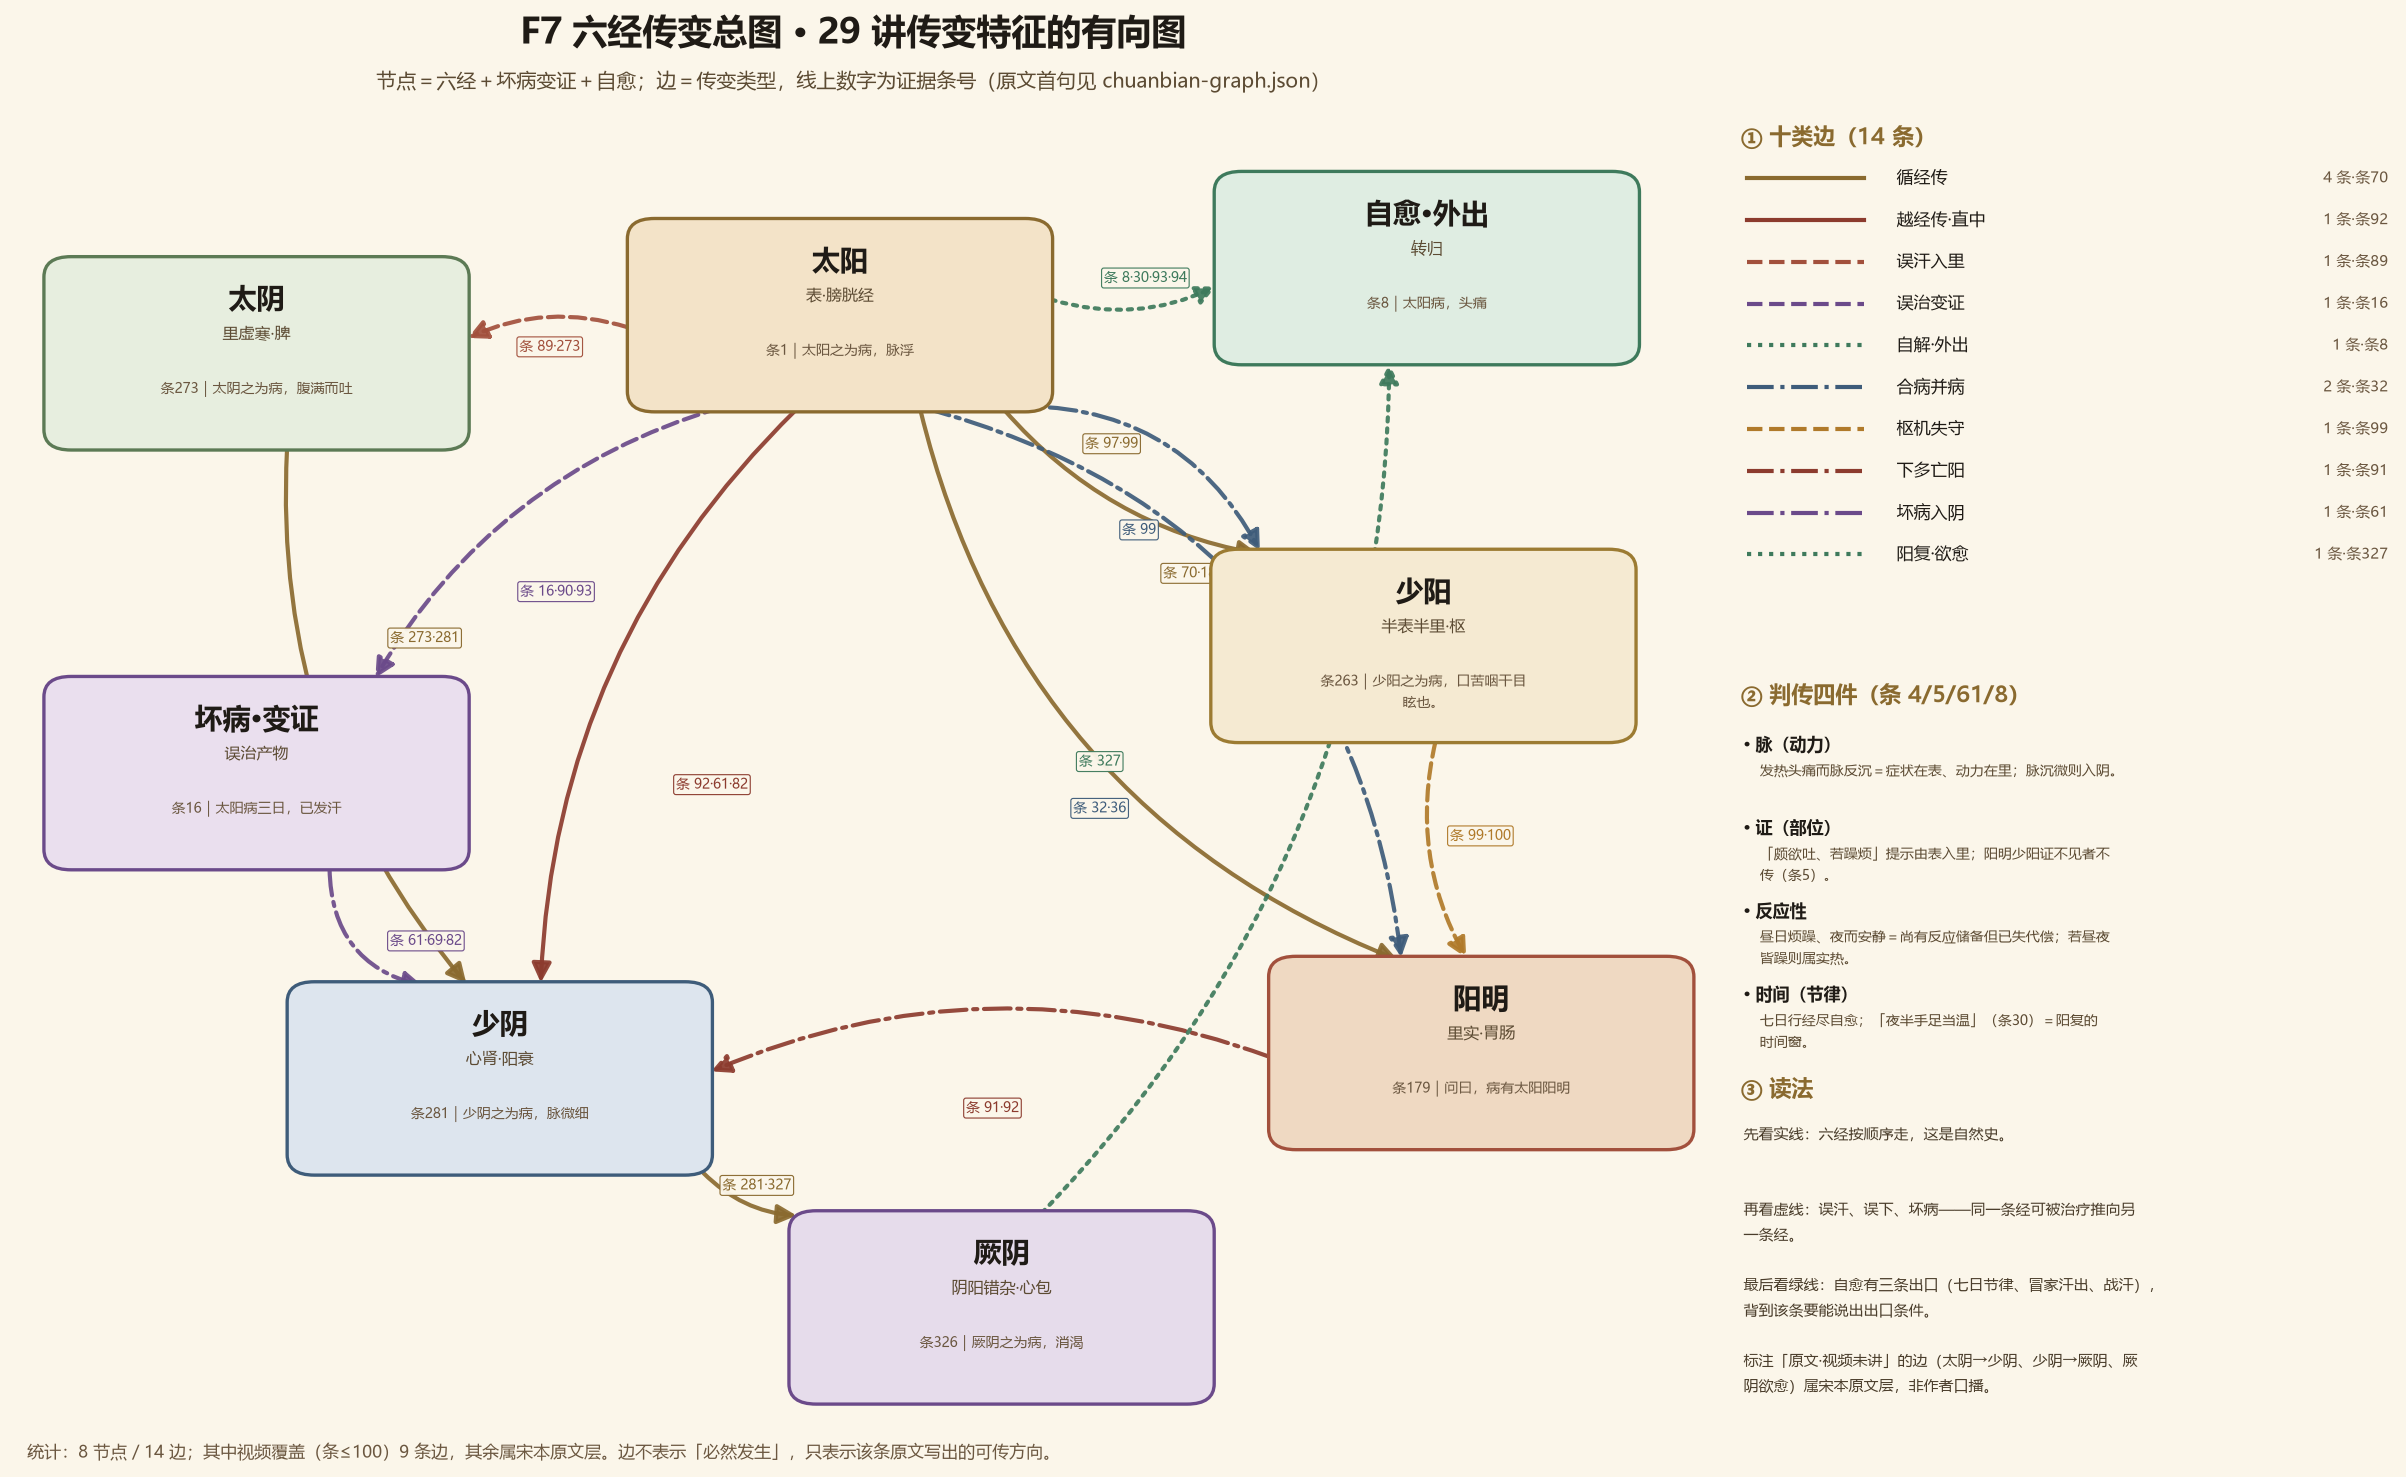 F7 六经传变总图 • 29 讲传变特征的有向图
节点＝六经＋坏病变证＋自愈；边＝传变类型，线上数字为证据条号（原文首句见 chuanbian-graph.json）
太阴
里虚寒·脾
条273｜太阴之为病，腹满而吐
太阳
表·膀胱经
条1｜太阳之为病，脉浮
自愈•外出
转归
条8｜太阳病，头痛
条 89·273
条 8·30·93·94
条 97·99
条 99
条 70·1
条 16·90·93
条 273·281
少阳
半表半里·枢
条263｜少阳之为病，口苦咽干目
眩也。
坏病•变证
误治产物
条16｜太阳病三日，已发汗
条 92·61·82
条 327
条 32·36
条 99·100
条 61·69·82
少阴
心肾·阳衰
条281｜少阴之为病，脉微细
阳明
里实·胃肠
条179｜问曰，病有太阳阳明
条 91·92
条 281·327
厥阴
阴阳错杂·心包
条326｜厥阴之为病，消渴
① 十类边（14 条）
循经传 4 条·条70
越经传·直中 1 条·条92
误汗入里 1 条·条89
误治变证 1 条·条16
自解·外出 1 条·条8
合病并病 2 条·条32
枢机失守 1 条·条99
下多亡阳 1 条·条91
坏病入阴 1 条·条61
阳复·欲愈 1 条·条327
② 判传四件（条 4/5/61/8）
• 脉（动力）
发热头痛而脉反沉＝症状在表、动力在里；脉沉微则入阴。
• 证（部位）
「颇欲吐、若躁烦」提示由表入里；阳明少阳证不见者不
传（条5）。
• 反应性
昼日烦躁、夜而安静＝尚有反应储备但已失代偿；若昼夜
皆躁则属实热。
• 时间（节律）
七日行经尽自愈；「夜半手足当温」（条30）＝阳复的
时间窗。
③ 读法
先看实线：六经按顺序走，这是自然史。
再看虚线：误汗、误下、坏病——同一条经可被治疗推向另
一条经。
最后看绿线：自愈有三条出口（七日节律、冒家汗出、战汗），
背到该条要能说出出口条件。
标注「原文·视频未讲」的边（太阴→少阴、少阴→厥阴、厥
阴欲愈）属宋本原文层，非作者口播。
统计：8 节点 / 14 边；其中视频覆盖（条≤100）9 条边，其余属宋本原文层。边不表示「必然发生」，只表示该条原文写出的可传方向。